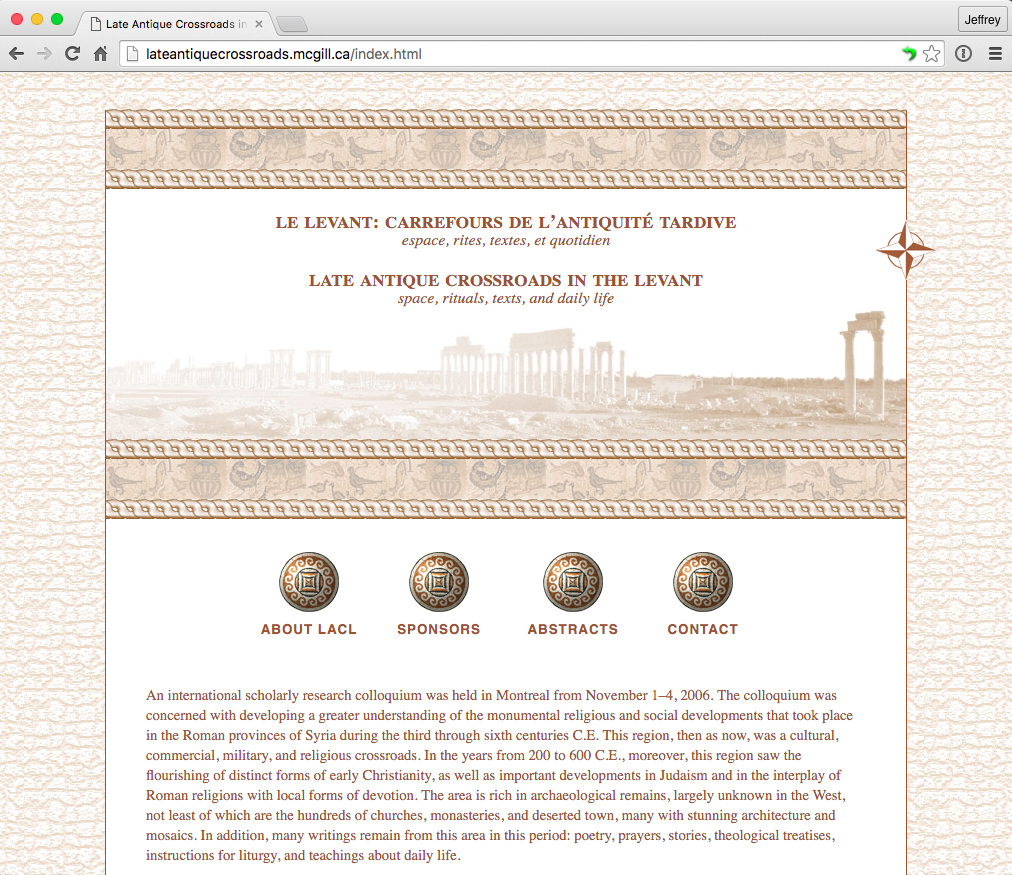 Late Antique Crossroads in
Jeffrey
lateantiquecrossroads.mcgill.ca/index.html
LE LEVANT: CARREFOURS DE L’ANTIQUITÉ TARDIVE
espace, rites, textes, et quotidien
LATE ANTIQUE CROSSROADS IN THE LEVANT
space, rituals, texts, and daily life
ABOUT LACL SPONSORS ABSTRACTS CONTACT
An international scholarly research colloquium was held in Montreal from November 1–4, 2006. The colloquium was
concerned with developing a greater understanding of the monumental religious and social developments that took place
in the Roman provinces of Syria during the third through sixth centuries C.E. This region, then as now, was a cultural,
commercial, military, and religious crossroads. In the years from 200 to 600 C.E., moreover, this region saw the
flourishing of distinct forms of early Christianity, as well as important developments in Judaism and in the interplay of
Roman religions with local forms of devotion. The area is rich in archaeological remains, largely unknown in the West,
not least of which are the hundreds of churches, monasteries, and deserted town, many with stunning architecture and
mosaics. In addition, many writings remain from this area in this period: poetry, prayers, stories, theological treatises,
instructions for liturgy, and teachings about daily life.